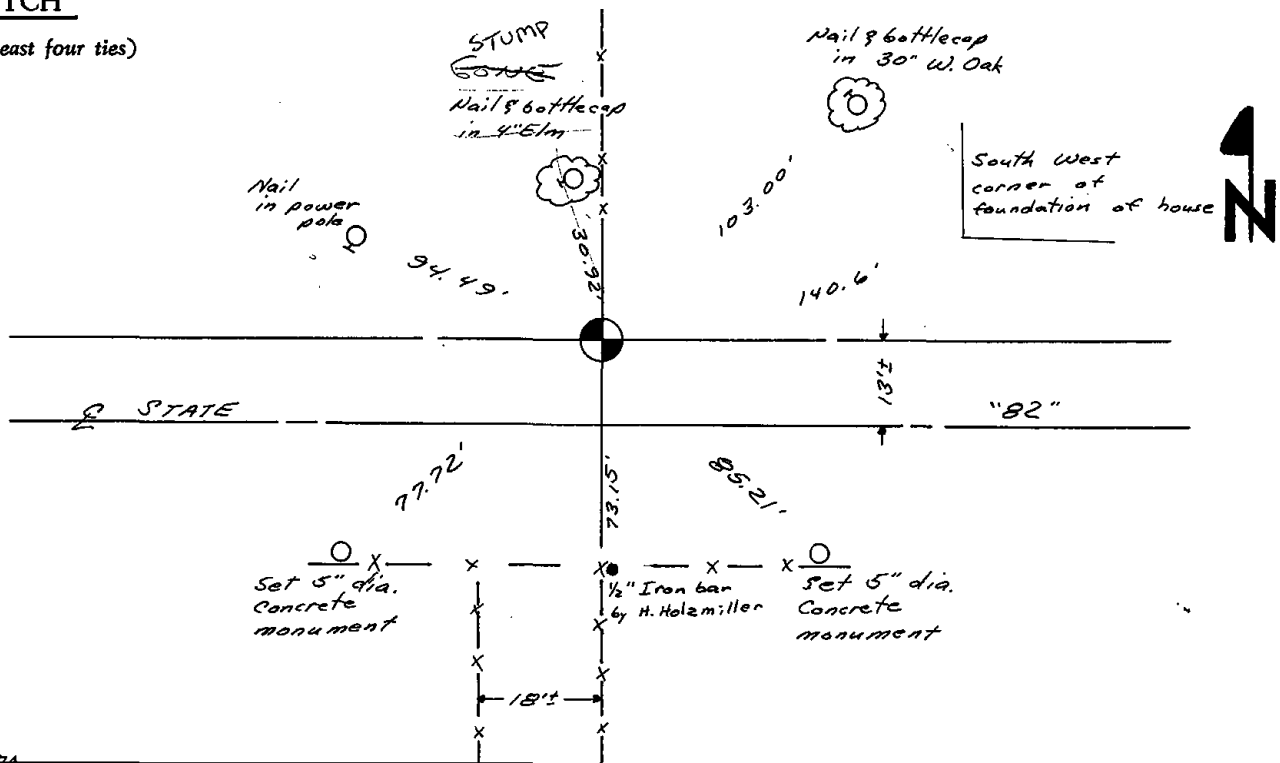 TCH
east four ties)
STUMP
GONE
Nail & bottlecap
in 4" Elm
Nail & bottlecap
in 30" W. Oak
South west
corner of
foundation of house
N
Nail
in power
pole
94.49'
30.92'
103.00'
140.6'
13'±
℄ STATE
"82"
77.72'
73.15'
85.21'
Set 5" dia.
Concrete
monument
1/2" Iron bar
by H. Holzmiller
Set 5" dia.
Concrete
monument
18'±